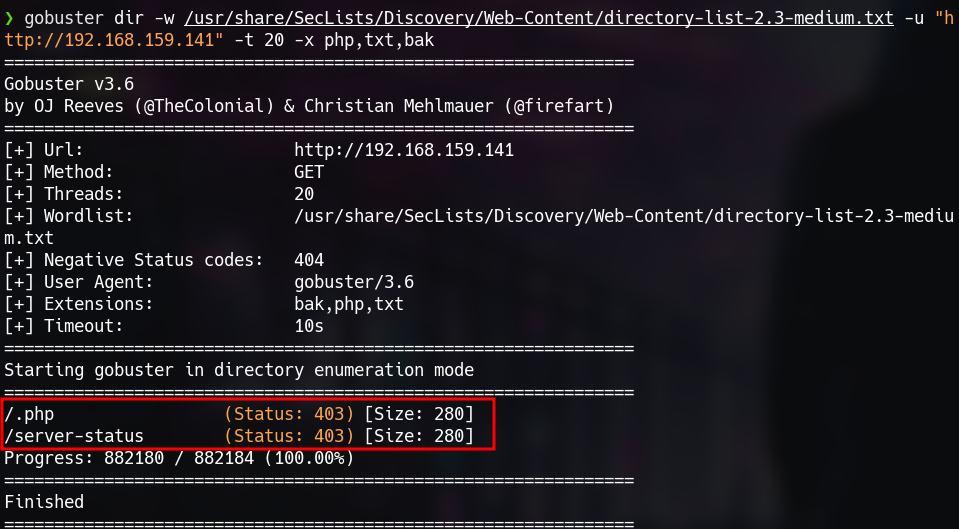 ❯ gobuster dir -w /usr/share/SecLists/Discovery/Web-Content/directory-list-2.3-medium.txt -u "h
ttp://192.168.159.141" -t 20 -x php,txt,bak
===============================================================
Gobuster v3.6
by OJ Reeves (@TheColonial) & Christian Mehlmauer (@firefart)
===============================================================
[+] Url:                     http://192.168.159.141
[+] Method:                  GET
[+] Threads:                 20
[+] Wordlist:                /usr/share/SecLists/Discovery/Web-Content/directory-list-2.3-mediu
m.txt
[+] Negative Status codes:   404
[+] User Agent:              gobuster/3.6
[+] Extensions:              bak,php,txt
[+] Timeout:                 10s
===============================================================
Starting gobuster in directory enumeration mode
===============================================================
/.php                 (Status: 403) [Size: 280]
/server-status        (Status: 403) [Size: 280]
Progress: 882180 / 882184 (100.00%)
===============================================================
Finished
===============================================================